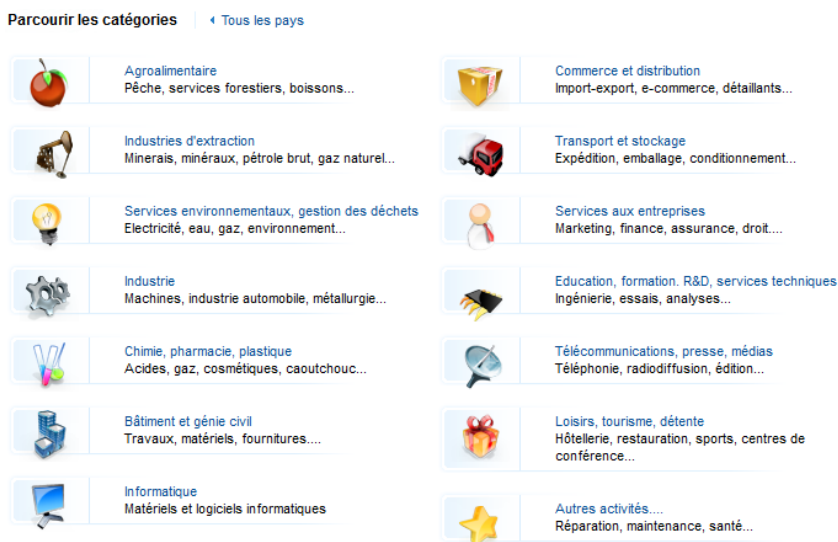 Parcourir les catégories
Tous les pays
Agroalimentaire
Pêche, services forestiers, boissons...
Industries d'extraction
Minerais, minéraux, pétrole brut, gaz naturel...
Services environnementaux, gestion des déchets
Electricité, eau, gaz, environnement...
Industrie
Machines, industrie automobile, métallurgie...
Chimie, pharmacie, plastique
Acides, gaz, cosmétiques, caoutchouc...
Bâtiment et génie civil
Travaux, matériels, fournitures....
Informatique
Matériels et logiciels informatiques
Commerce et distribution
Import-export, e-commerce, détaillants...
Transport et stockage
Expédition, emballage, conditionnement...
Services aux entreprises
Marketing, finance, assurance, droit....
Education, formation. R&D, services techniques
Ingénierie, essais, analyses...
Télécommunications, presse, médias
Téléphonie, radiodiffusion, édition...
Loisirs, tourisme, détente
Hôtellerie, restauration, sports, centres de
conférence...
Autres activités....
Réparation, maintenance, santé...